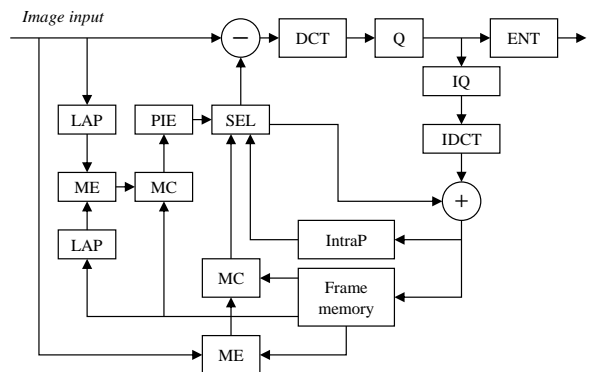 Image input
−
DCT
Q
ENT
IQ
LAP
PIE
SEL
IDCT
ME
MC
+
LAP
IntraP
MC
Frame
memory
ME